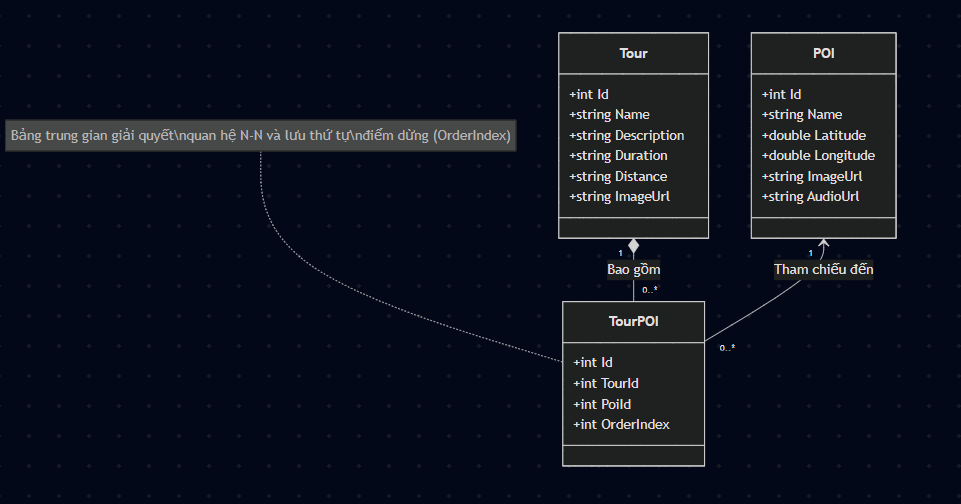 Tour
+int Id
+string Name
+string Description
+string Duration
+string Distance
+string ImageUrl
POI
+int Id
+string Name
+double Latitude
+double Longitude
+string ImageUrl
+string AudioUrl
Bảng trung gian giải quyết\nquan hệ N-N và lưu thứ tự\nđiểm dừng (OrderIndex)
1
Bao gồm
0..*
1
Tham chiếu đến
0..*
TourPOI
+int Id
+int TourId
+int PoiId
+int OrderIndex